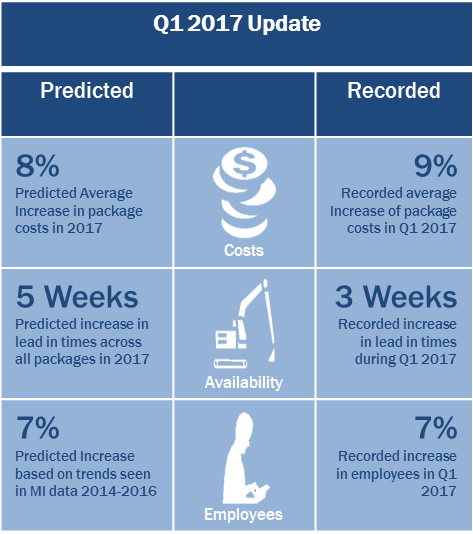 Q1 2017 Update
Predicted
Recorded
8%
Predicted Average
Increase in package
costs in 2017
$
Costs
9%
Recorded average
Increase of package
costs in Q1 2017
5 Weeks
Predicted increase in
lead in times across
all packages in 2017
Availability
3 Weeks
Recorded increase
in lead in times
during Q1 2017
7%
Predicted Increase
based on trends seen
in MI data 2014-2016
Employees
7%
Recorded increase
in employees in Q1
2017